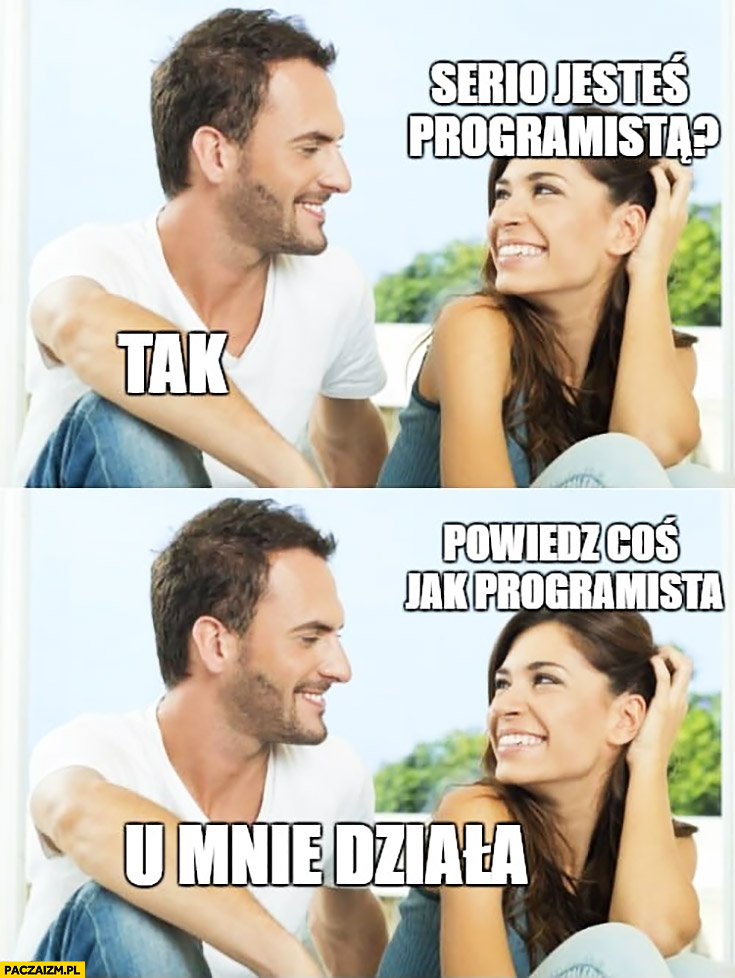 SERIO JESTEŚ
PROGRAMISTĄ?
TAK
POWIEDZ COŚ
JAK PROGRAMISTA
U MNIE DZIAŁA
PACZAIZM.PL